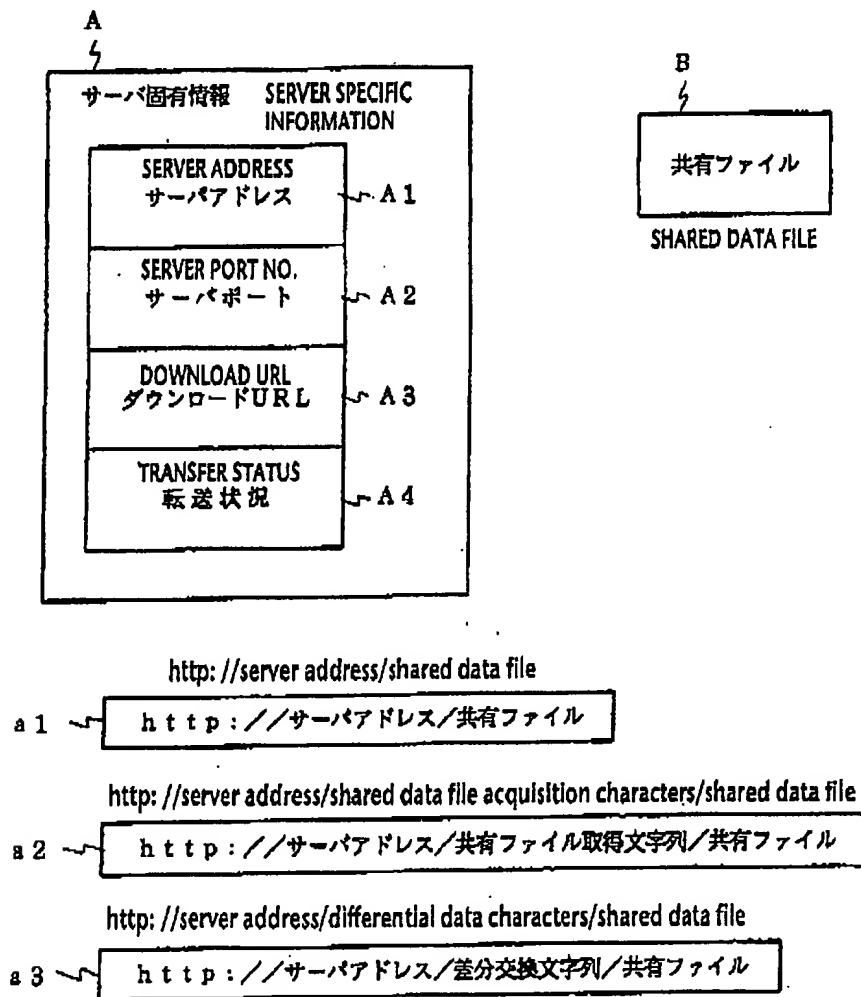 A
サーバ固有情報 SERVER SPECIFIC
INFORMATION
SERVER ADDRESS
サーバアドレス
A1
SERVER PORT NO.
サーバポート
A2
DOWNLOAD URL
ダウンロードURL
A3
TRANSFER STATUS
転送状況
A4
B
共有ファイル
SHARED DATA FILE
http: //server address/shared data file
a1
http://サーバアドレス/共有ファイル
http: //server address/shared data file acquisition characters/shared data file
a2
http://サーバアドレス/共有ファイル取得文字列/共有ファイル
http: //server address/differential data characters/shared data file
a3
http://サーバアドレス/差分交換文字列/共有ファイル